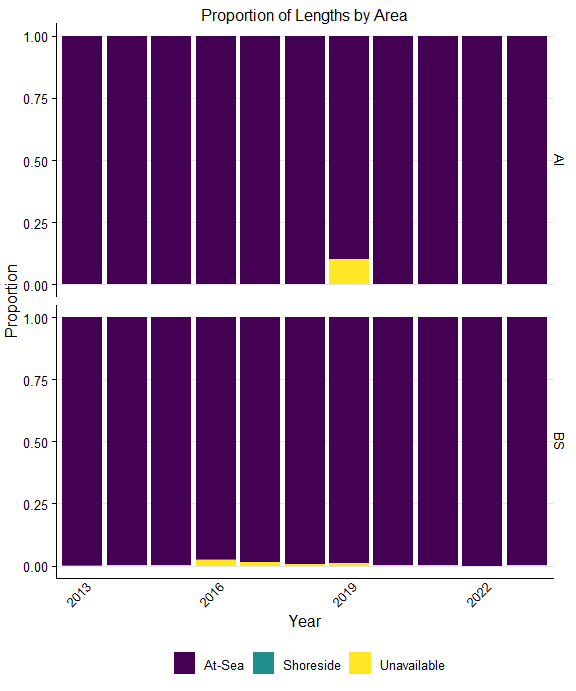 Proportion of Lengths by Area
1.00
0.75
0.50
0.25
0.00
AI
Proportion
1.00
0.75
0.50
0.25
0.00
BS
2013
2016
2019
2022
Year
At-Sea
Shoreside
Unavailable